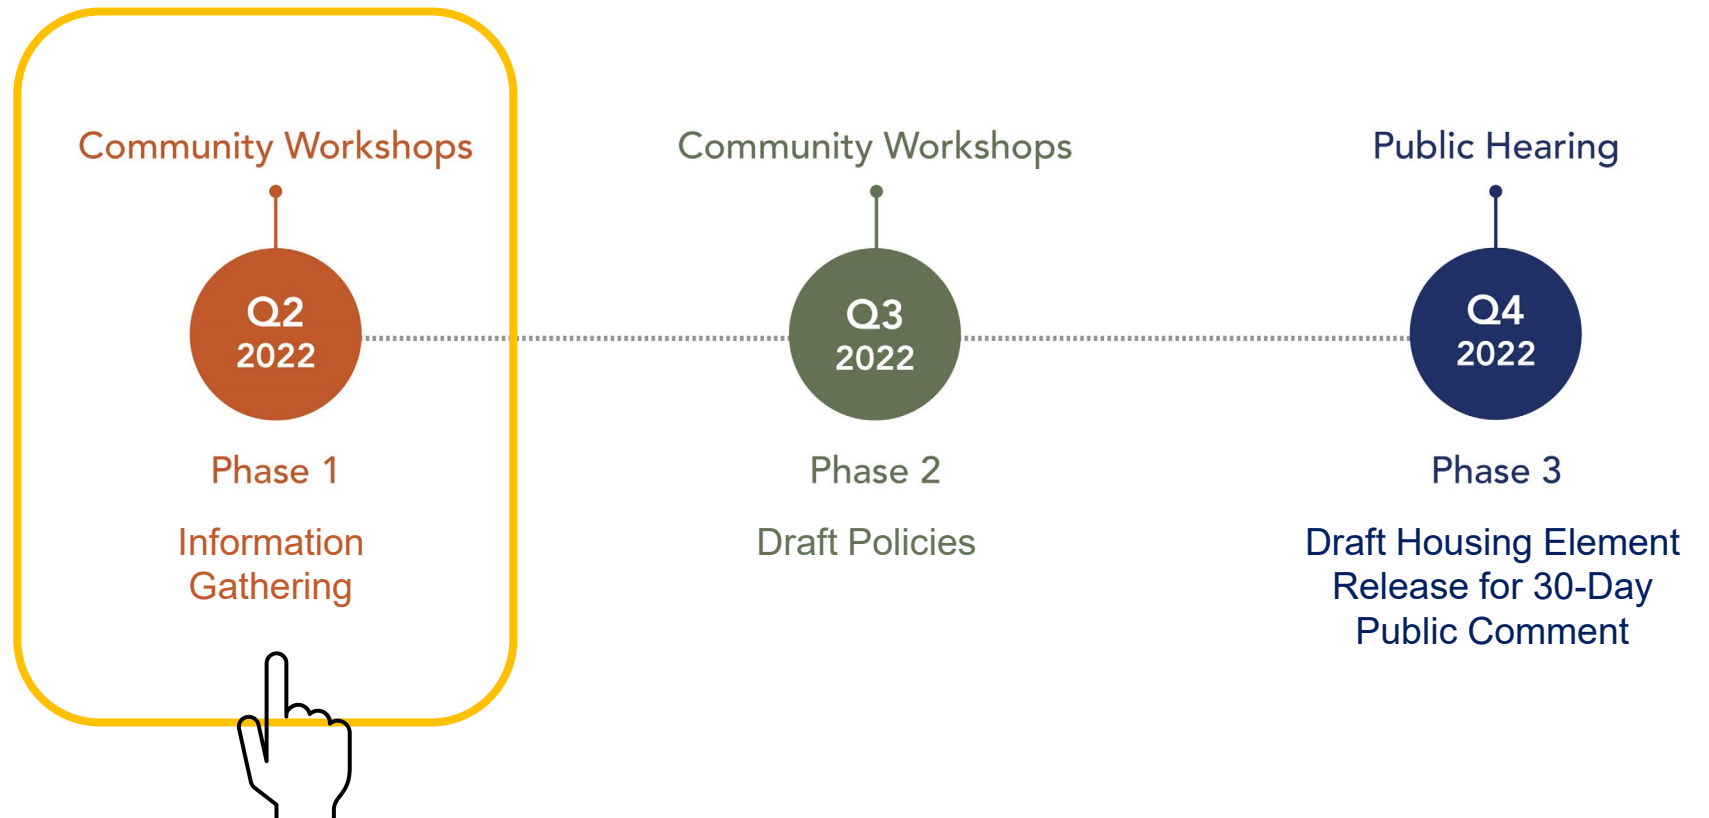 Community Workshops
Q2
2022
Phase 1
Information
Gathering
Community Workshops
Q3
2022
Phase 2
Draft Policies
Public Hearing
Q4
2022
Phase 3
Draft Housing Element
Release for 30-Day
Public Comment